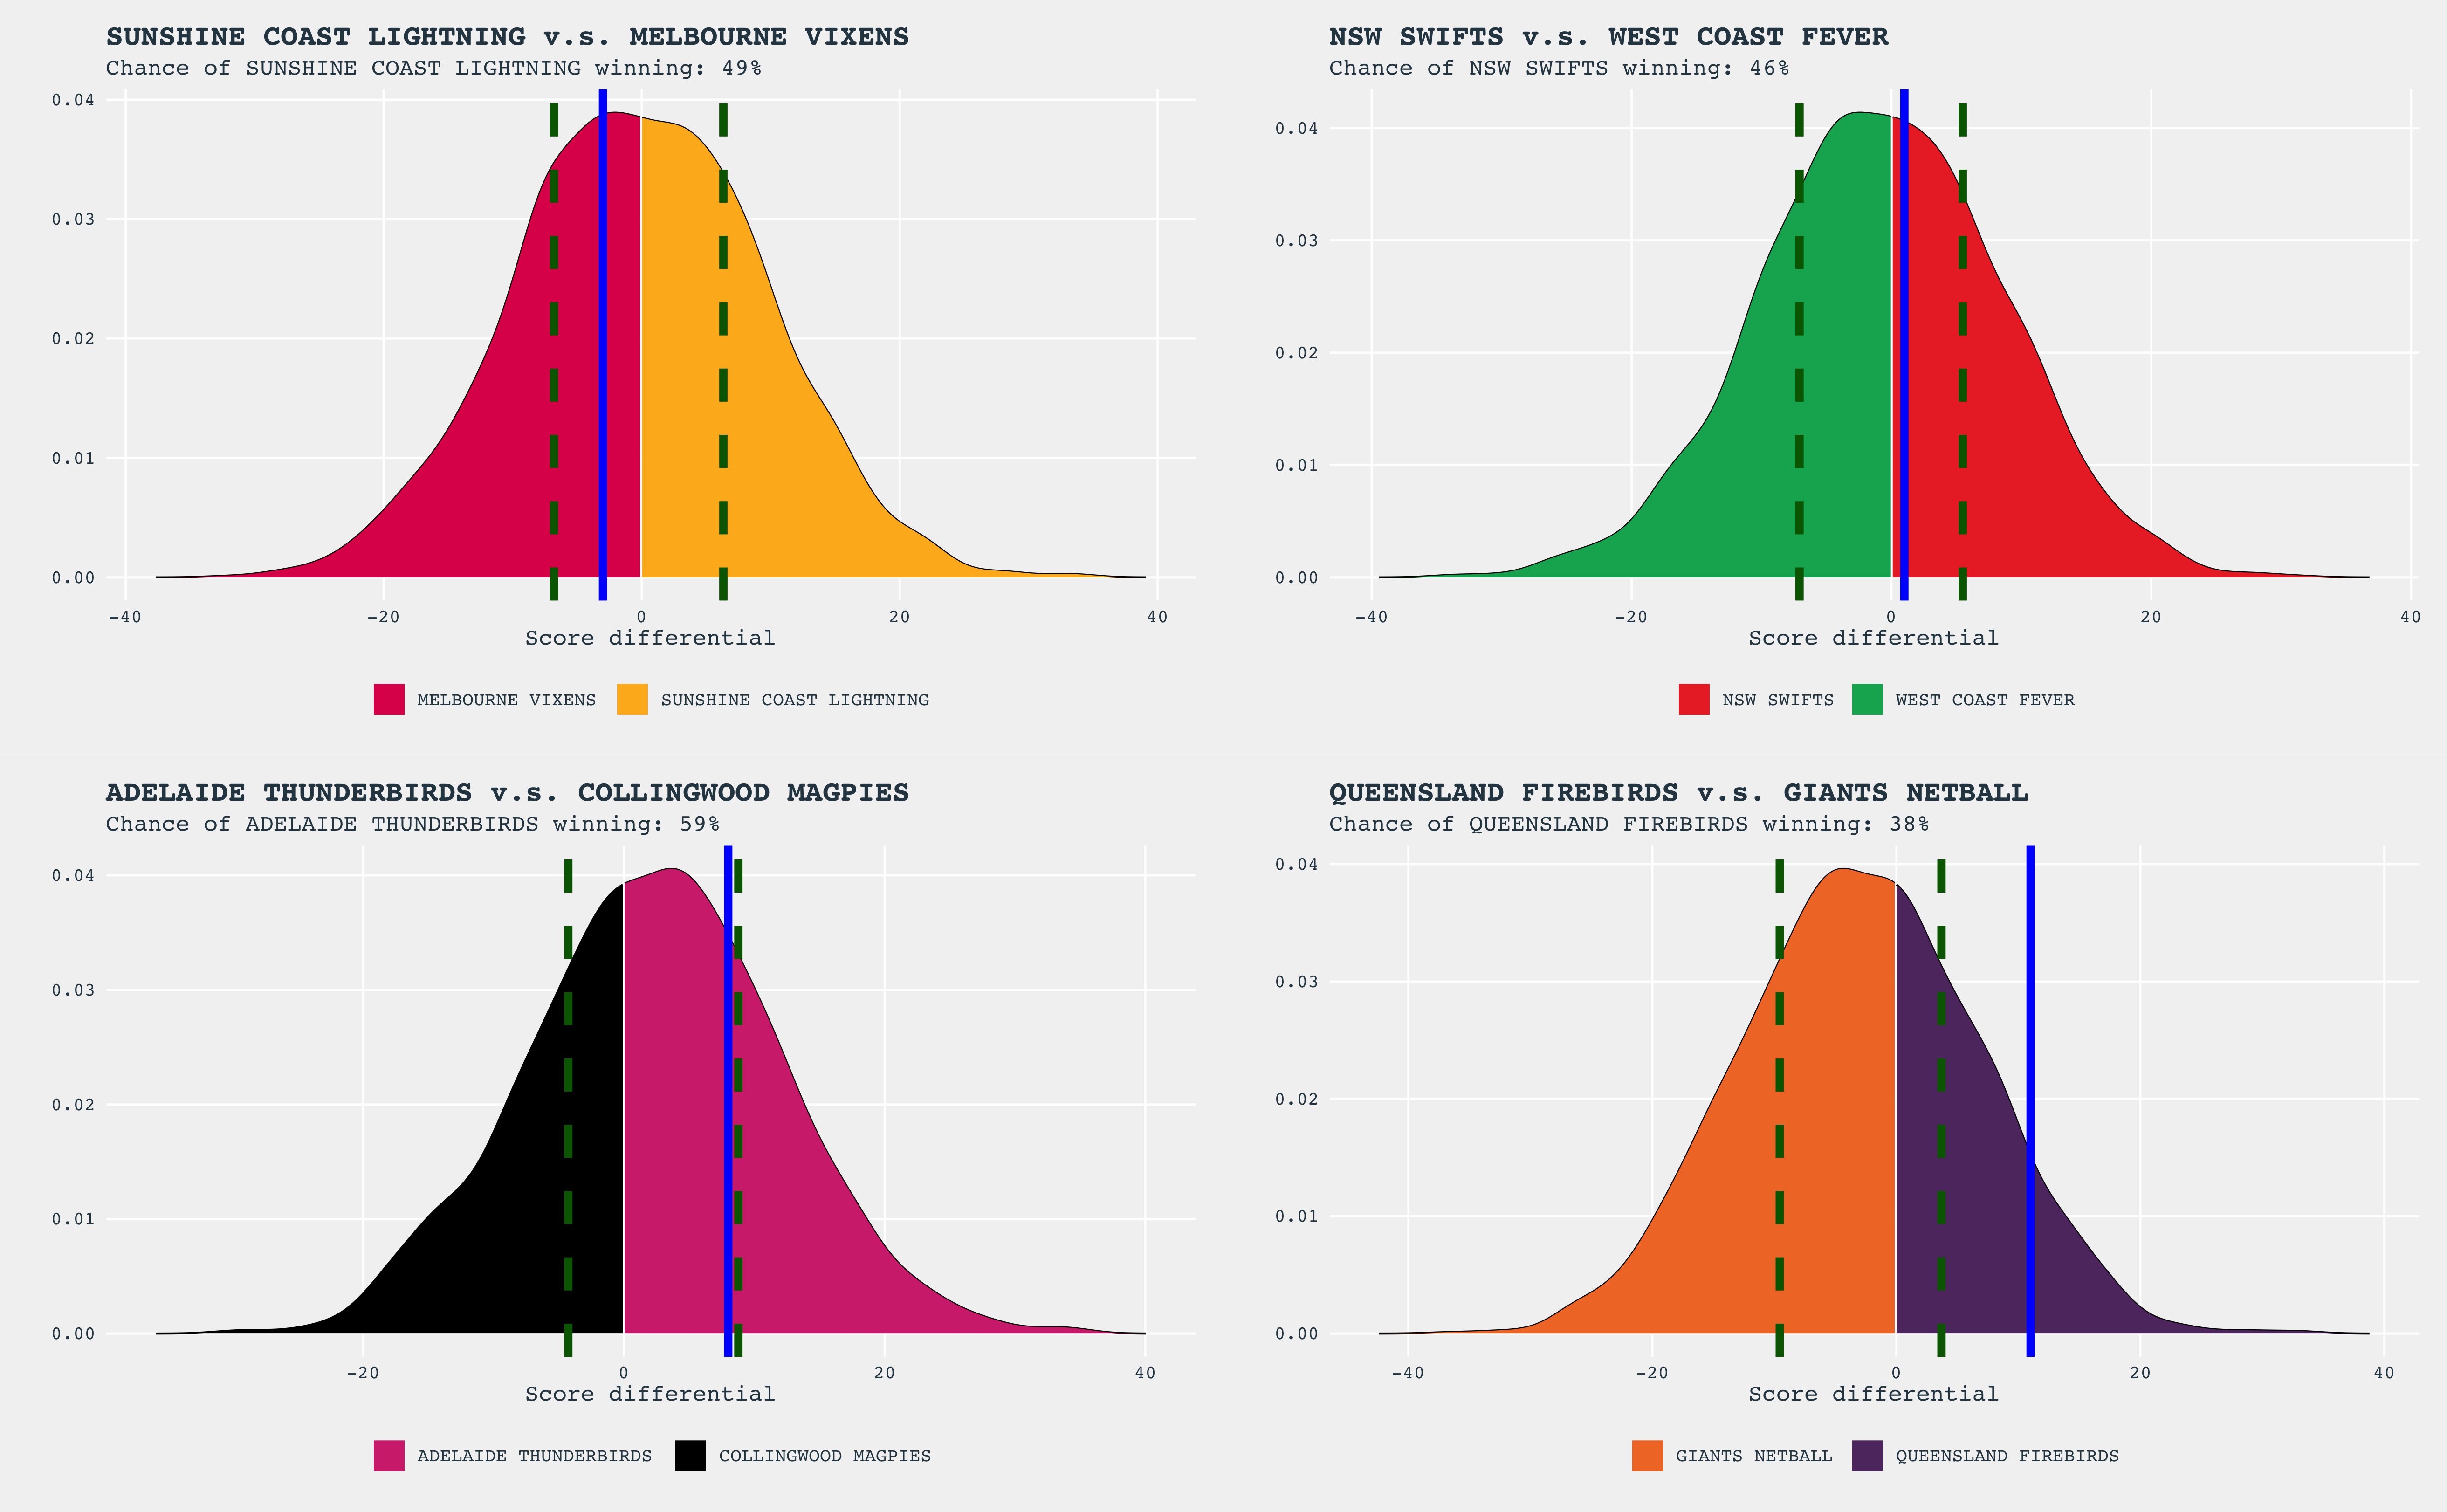 SUNSHINE COAST LIGHTNING v.s. MELBOURNE VIXENS
Chance of SUNSHINE COAST LIGHTNING winning: 49%
0.04
0.03
0.02
0.01
0.00
-40 -20 0 20 40
Score differential
MELBOURNE VIXENS SUNSHINE COAST LIGHTNING
NSW SWIFTS v.s. WEST COAST FEVER
Chance of NSW SWIFTS winning: 46%
0.04
0.03
0.02
0.01
0.00
-40 -20 0 20 40
Score differential
NSW SWIFTS WEST COAST FEVER
ADELAIDE THUNDERBIRDS v.s. COLLINGWOOD MAGPIES
Chance of ADELAIDE THUNDERBIRDS winning: 59%
0.04
0.03
0.02
0.01
0.00
-20 0 20 40
Score differential
ADELAIDE THUNDERBIRDS COLLINGWOOD MAGPIES
QUEENSLAND FIREBIRDS v.s. GIANTS NETBALL
Chance of QUEENSLAND FIREBIRDS winning: 38%
0.04
0.03
0.02
0.01
0.00
-40 -20 0 20 40
Score differential
GIANTS NETBALL QUEENSLAND FIREBIRDS